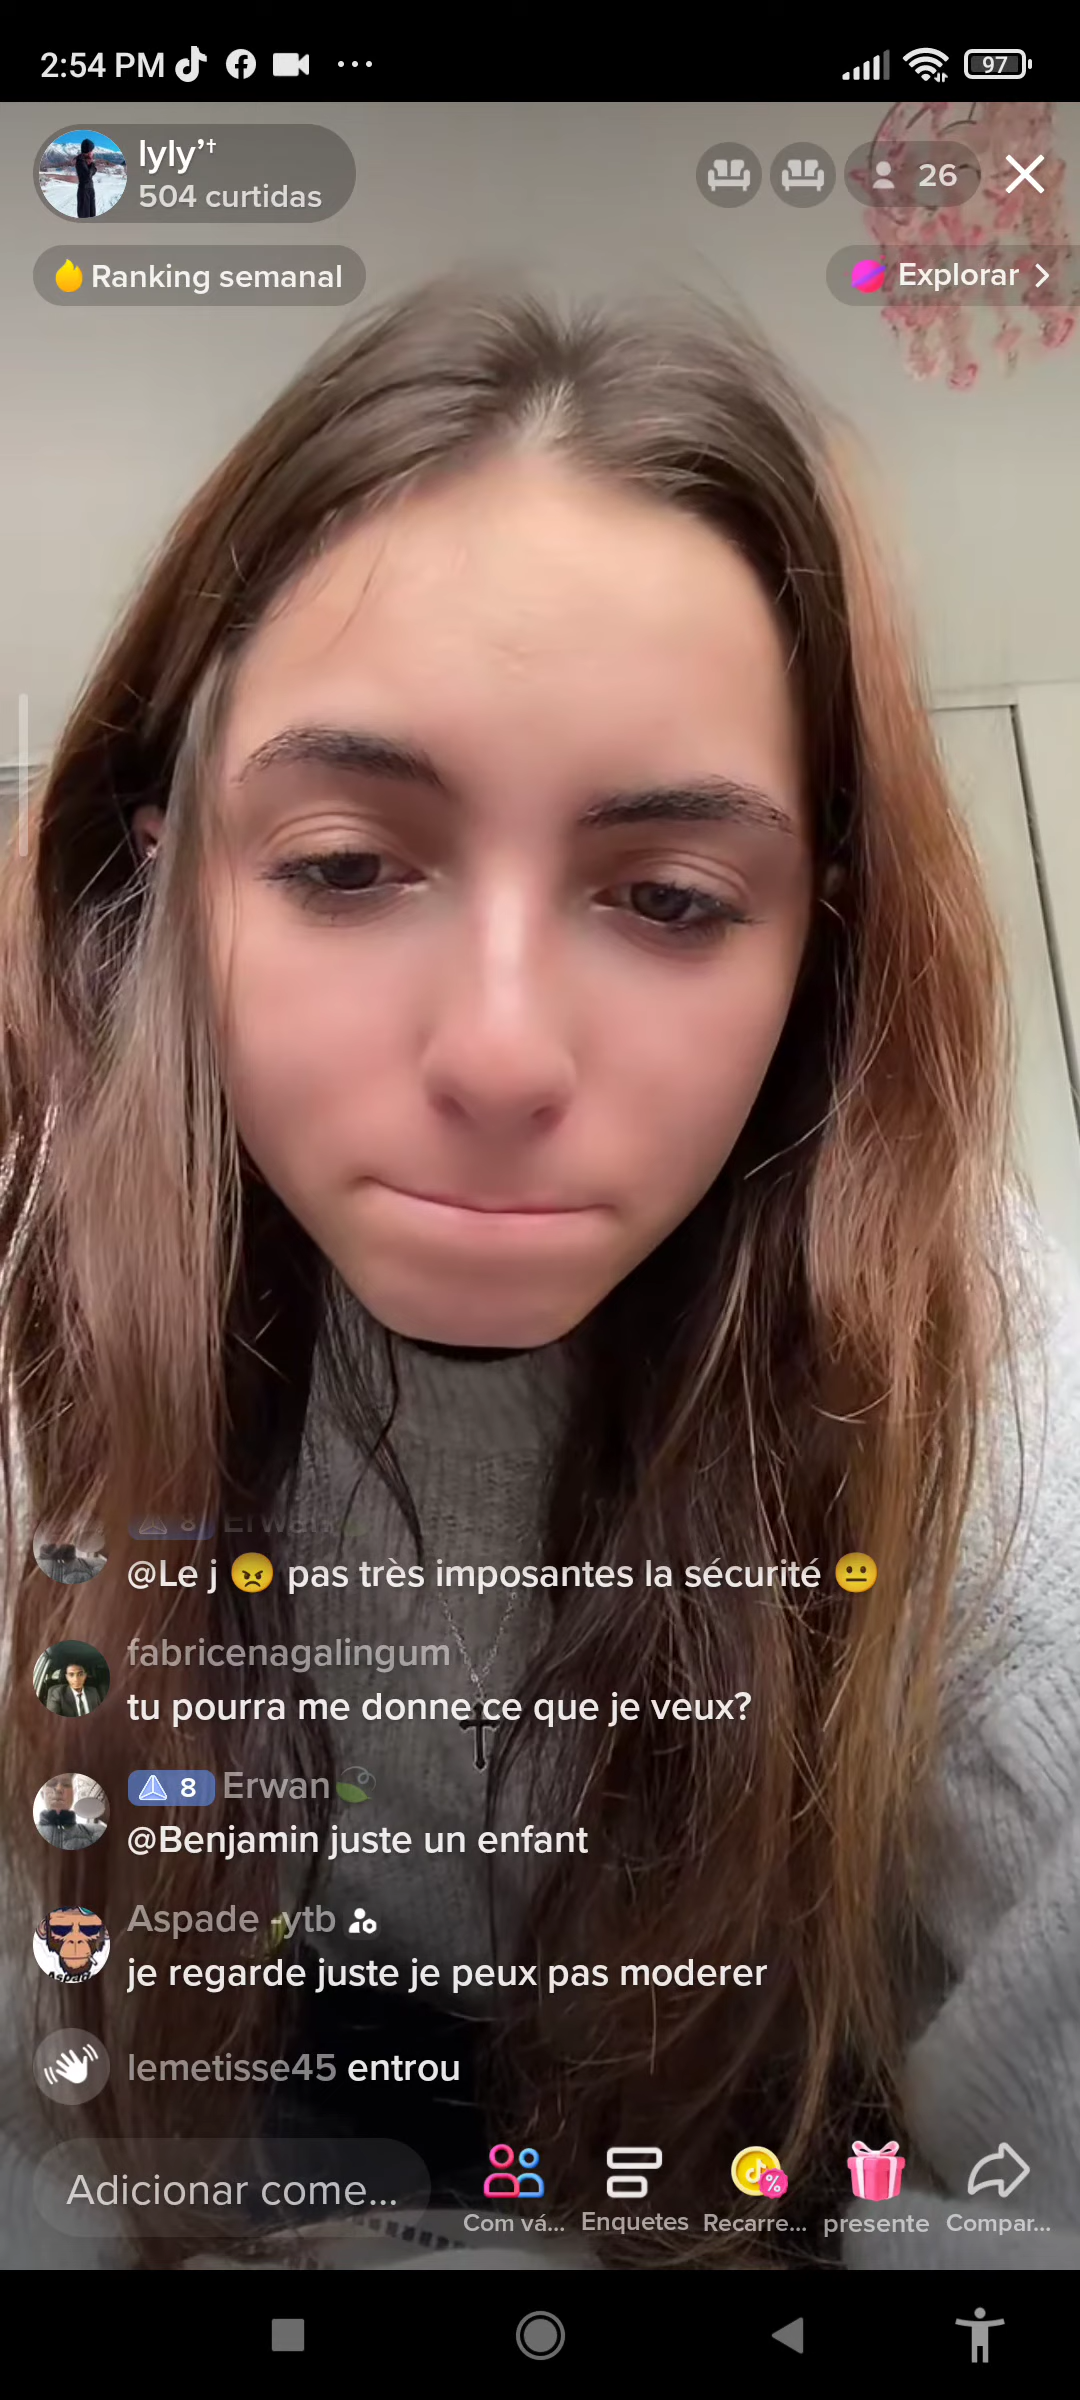 2:54 PM
97
lyly’†
504 curtidas
26
Ranking semanal
Explorar
8 Erwan
@Le j 😠 pas très imposantes la sécurité 😐
fabricenagalingum
tu pourra me donne ce que je veux?
8 Erwan🍃
@Benjamin juste un enfant
Aspade -ytb
je regarde juste je peux pas moderer
lemetisse45 entrou
Adicionar come...
Com vá...
Enquetes
Recarre...
presente
Compar...